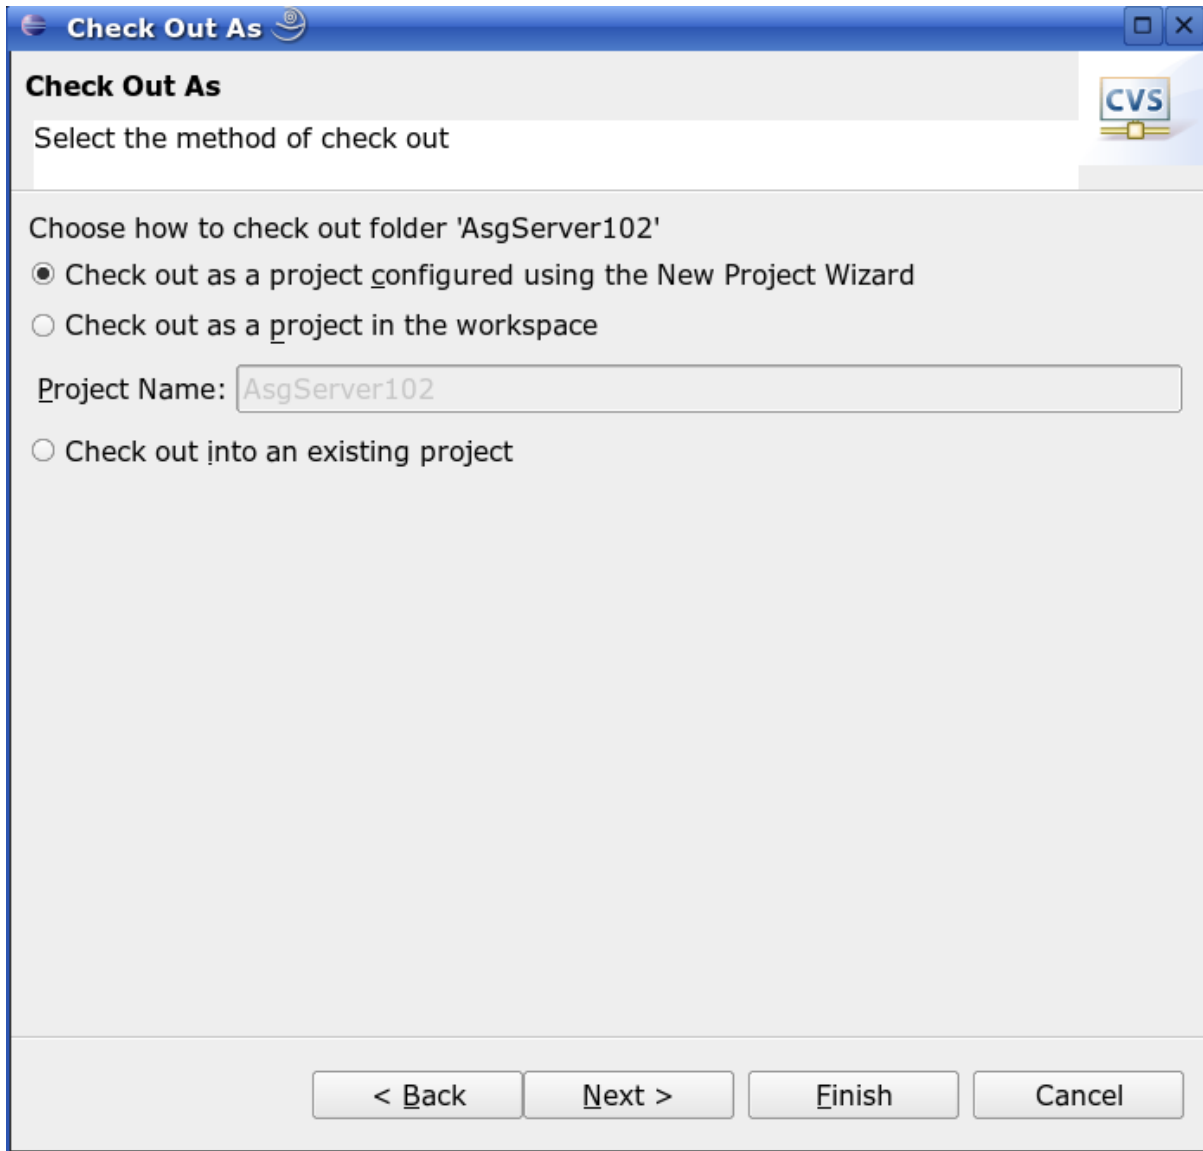 Check Out As
Check Out As
CVS
Select the method of check out
Choose how to check out folder 'AsgServer102'
Check out as a project configured using the New Project Wizard
Check out as a project in the workspace
Project Name: AsgServer102
Check out into an existing project
< Back Next > Finish Cancel